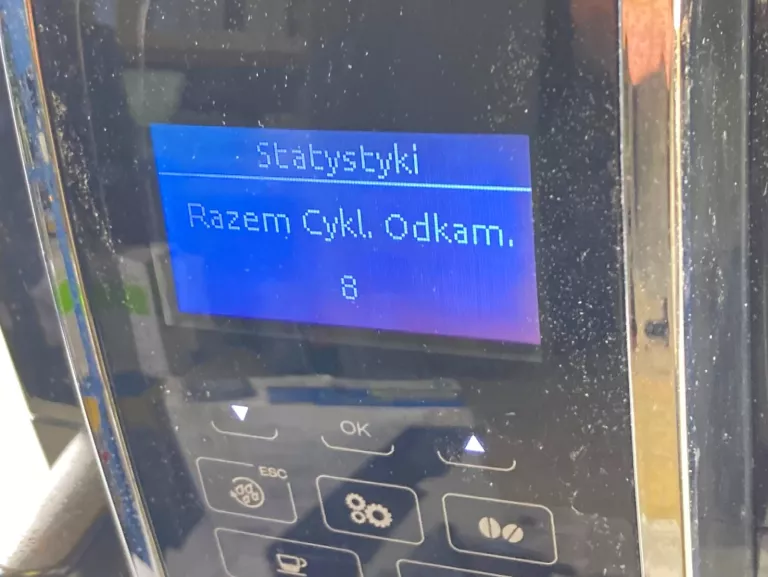 Statystyki
Razem Cykl. Odkam.
8
OK
ESC